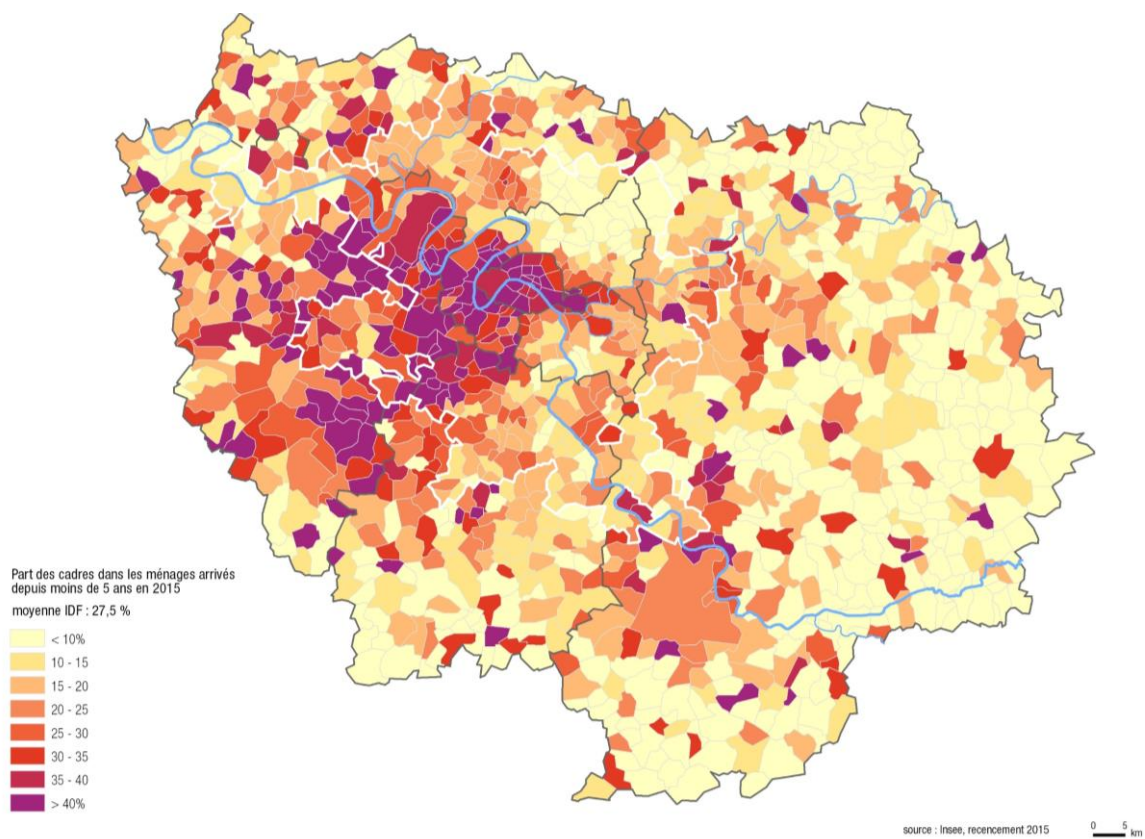 Part des cadres dans les ménages arrivés
depuis moins de 5 ans en 2015
moyenne IDF : 27,5 %
< 10%
10 - 15
15 - 20
20 - 25
25 - 30
30 - 35
35 - 40
> 40%
source : Insee, recencement 2015
0 5
km